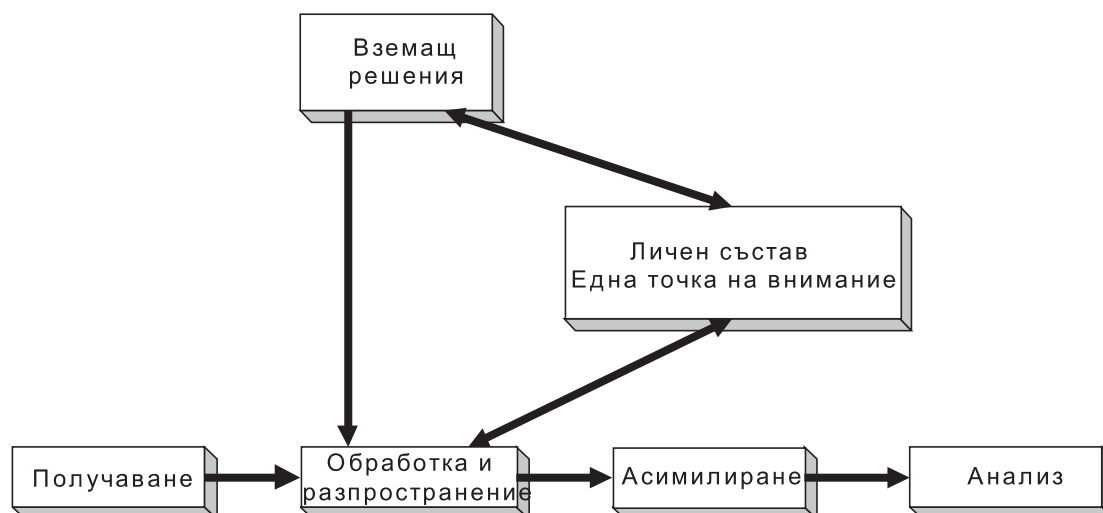 Вземащ
решения
Личен състав
Една точка на внимание
Получаване
Обработка и
разпространение
Асимилиране
Анализ